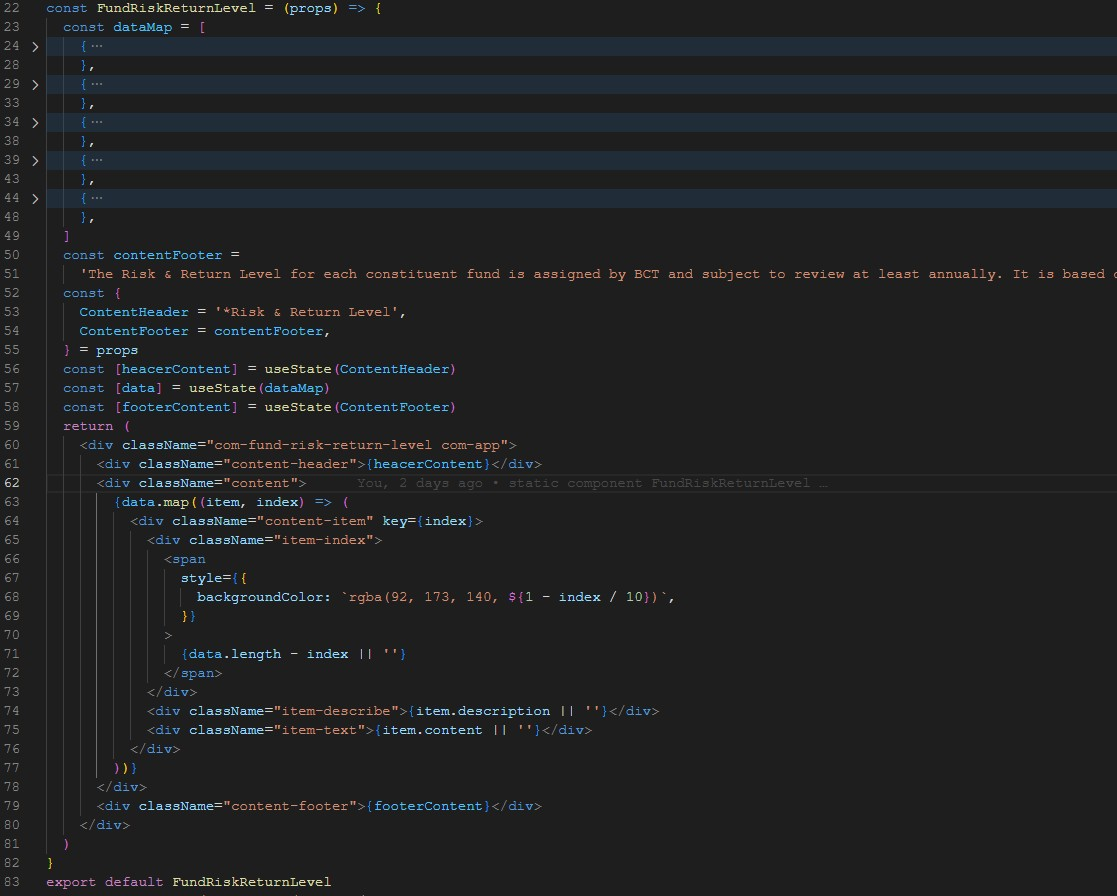 22 const FundRiskReturnLevel = (props) => {
23 const dataMap = [
24 { ···
28 },
29 { ···
33 },
34 { ···
38 },
39 { ···
43 },
44 { ···
48 },
49 ]
50 const contentFooter =
51 'The Risk & Return Level for each constituent fund is assigned by BCT and subject to review at least annually. It is based
52 const {
53 ContentHeader = '*Risk & Return Level',
54 ContentFooter = contentFooter,
55 } = props
56 const [heacerContent] = useState(ContentHeader)
57 const [data] = useState(dataMap)
58 const [footerContent] = useState(ContentFooter)
59 return (
60 <div className="com-fund-risk-return-level com-app">
61 <div className="content-header">{heacerContent}</div>
62 <div className="content"> You, 2 days ago • static component FundRiskReturnLevel …
63 {data.map((item, index) => (
64 <div className="content-item" key={index}>
65 <div className="item-index">
66 <span
67 style={{
68 backgroundColor: `rgba(92, 173, 140, ${1 - index / 10})`,
69 }}
70 >
71 {data.length - index || ''}
72 </span>
73 </div>
74 <div className="item-describe">{item.description || ''}</div>
75 <div className="item-text">{item.content || ''}</div>
76 </div>
77 ))}
78 </div>
79 <div className="content-footer">{footerContent}</div>
80 </div>
81 )
82 }
83 export default FundRiskReturnLevel